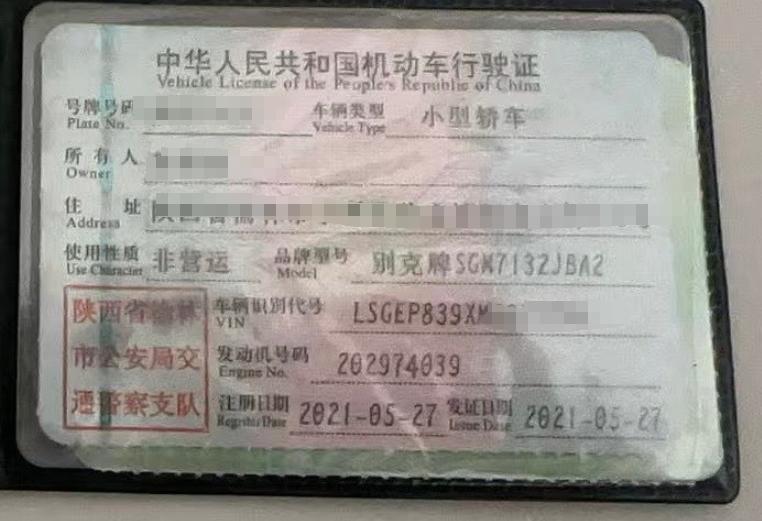 中华人民共和国机动车行驶证
Vehicle License of the People's Republic of China
号牌号码 车辆类型 小型轿车
Plate No. Vehicle Type
所有人
Owner
住址 陕西省
Address
使用性质 非营运 品牌型号 别克牌SGM7132JBA2
Use Character Model
陕西省榆林 车辆识别代号 LSGEP839XM
VIN
市公安局交 发动机号码 202974039
Engine No.
通警察支队 注册日期 2021-05-27 发证日期 2021-05-27
Register Date Issue Date